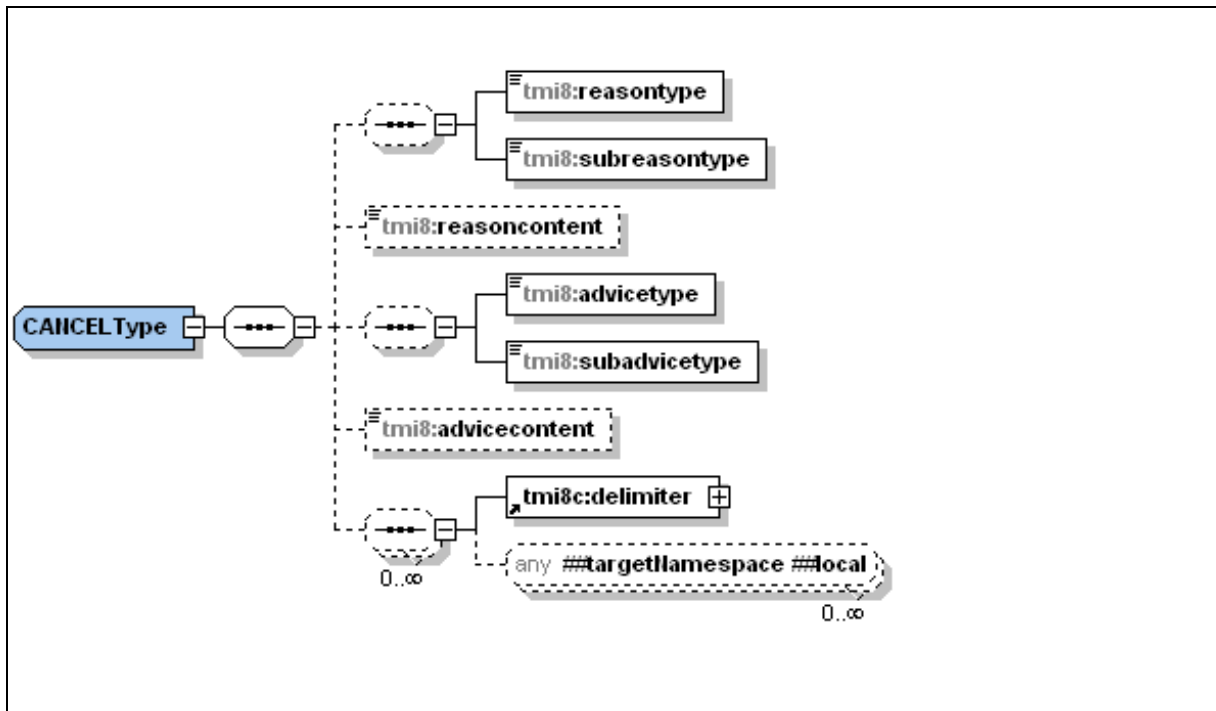 tmi8:reasontype
tmi8:subreasontype
tmi8:reasoncontent
tmi8:advicetype
CANCELType
tmi8:subadvicetype
tmi8:advicecontent
tmi8c:delimiter
any ##targetNamespace ##local
0..∞
0..∞